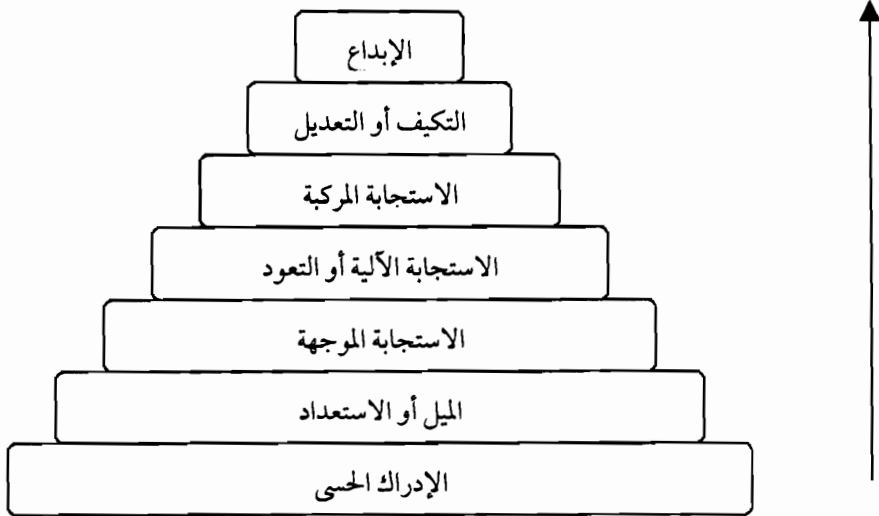 الإبداع
التكيف أو التعديل
الاستجابة المركبة
الاستجابة الآلية أو التعود
الاستجابة الموجهة
الميل أو الاستعداد
الإدراك الحسى